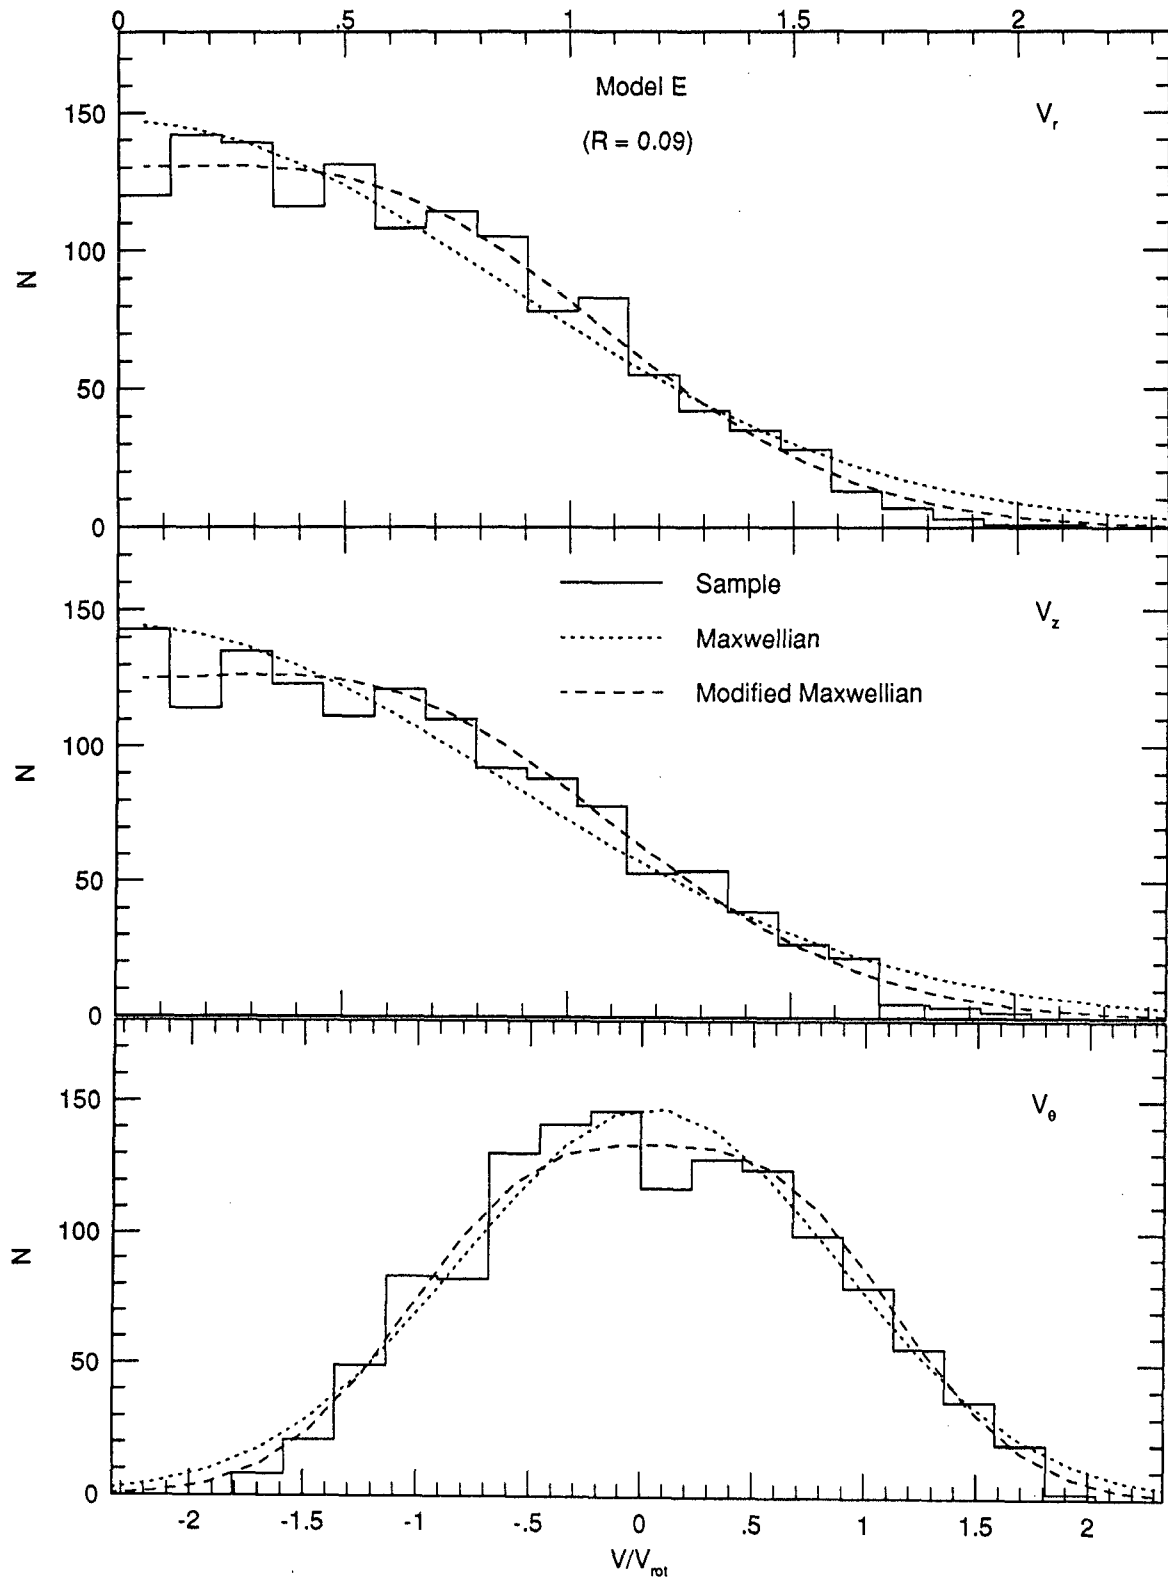 0 .5 1 1.5 2
Model E
(R = 0.09)
V_r
150
100
50
0
N
Sample
Maxwellian
Modified Maxwellian
V_z
150
100
50
0
N
V_θ
150
100
50
0
N
-2 -1.5 -1 -.5 0 .5 1 1.5 2
V/V_rot